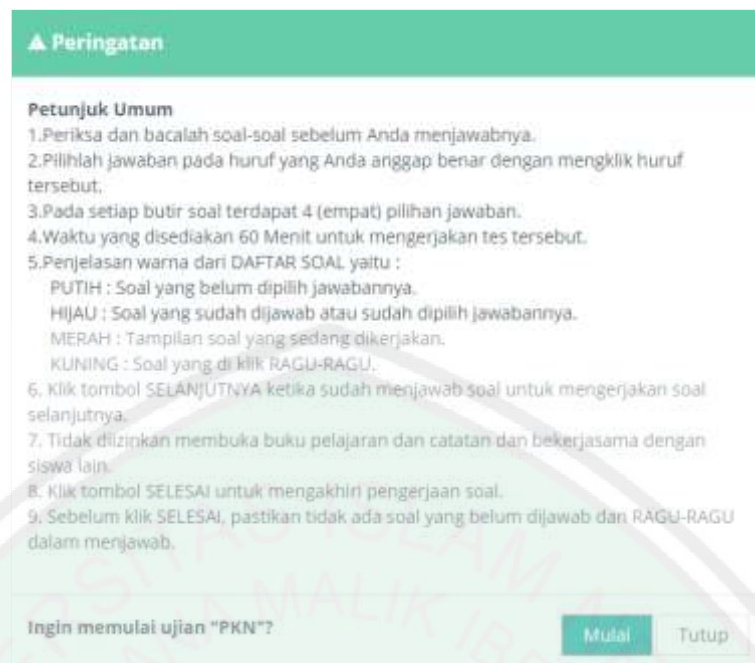 Peringatan
Petunjuk Umum
1.Periksa dan bacalah soal-soal sebelum Anda menjawabnya.
2.Pilihlah jawaban pada huruf yang Anda anggap benar dengan mengklik huruf
tersebut.
3.Pada setiap butir soal terdapat 4 (empat) pilihan jawaban.
4.Waktu yang disediakan 60 Menit untuk mengerjakan tes tersebut.
5.Penjelasan warna dari DAFTAR SOAL yaitu :
PUTIH : Soal yang belum dipilih jawabannya.
HIJAU : Soal yang sudah dijawab atau sudah dipilih jawabannya.
MERAH : Tampilan soal yang sedang dikerjakan.
KUNING : Soal yang di klik RAGU-RAGU.
6. Klik tombol SELANJUTNYA ketika sudah menjawab soal untuk mengerjakan soal
selanjutnya.
7. Tidak diizinkan membuka buku pelajaran dan catatan dan bekerjasama dengan
siswa lain.
8. Klik tombol SELESAI untuk mengakhiri pengerjaan soal.
9. Sebelum klik SELESAI, pastikan tidak ada soal yang belum dijawab dan RAGU-RAGU
dalam menjawab.
Ingin memulai ujian "PKN"?
Mulai Tutup